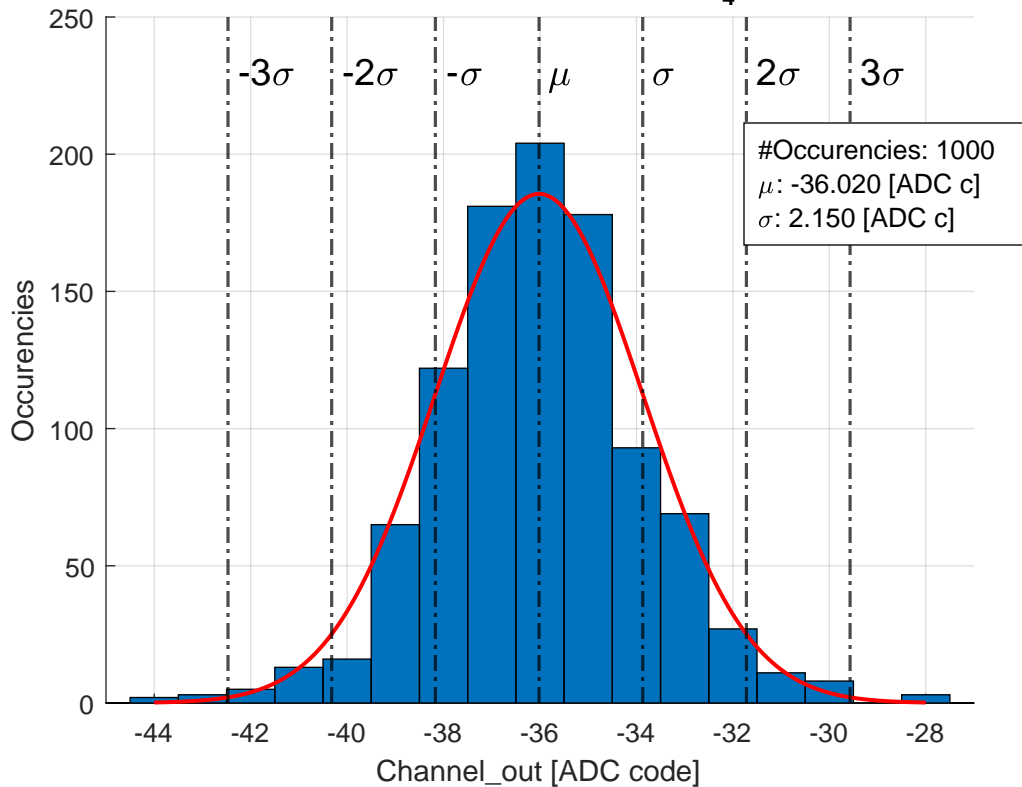 4
250
200
150
100
50
0
-3σ
-2σ
-σ
μ
σ
2σ
3σ
#Occurencies: 1000
μ: -36.020 [ADC c]
σ: 2.150 [ADC c]
Occurencies
-44
-42
-40
-38
-36
-34
-32
-30
-28
Channel_out [ADC code]